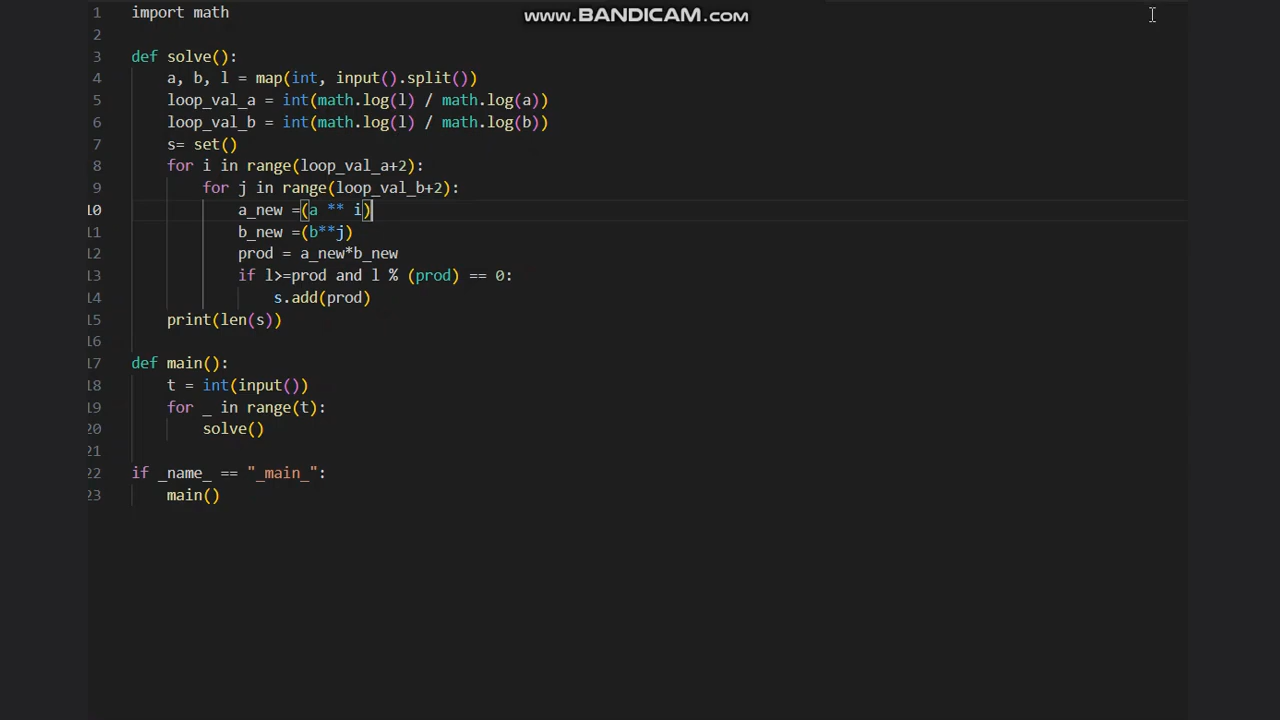 www.BANDICAM.com
1 import math
2
3 def solve():
4     a, b, l = map(int, input().split())
5     loop_val_a = int(math.log(l) / math.log(a))
6     loop_val_b = int(math.log(l) / math.log(b))
7     s= set()
8     for i in range(loop_val_a+2):
9         for j in range(loop_val_b+2):
10             a_new =(a ** i)
11             b_new =(b**j)
12             prod = a_new*b_new
13             if l>=prod and l % (prod) == 0:
14                 s.add(prod)
15     print(len(s))
16
17 def main():
18     t = int(input())
19     for _ in range(t):
20         solve()
21
22 if _name_ == "_main_":
23     main()